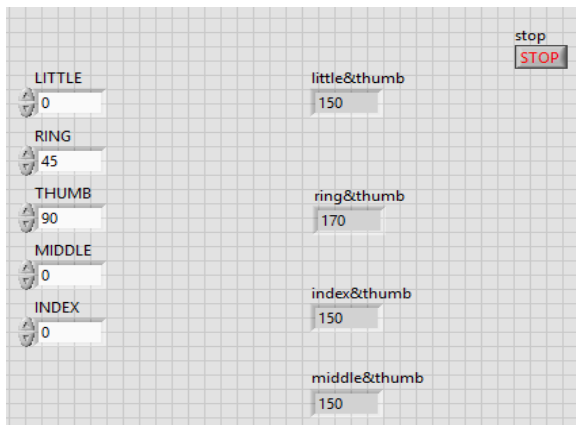 stop
STOP
LITTLE
0
little&thumb
150
RING
45
THUMB
90
ring&thumb
170
MIDDLE
0
INDEX
0
index&thumb
150
middle&thumb
150